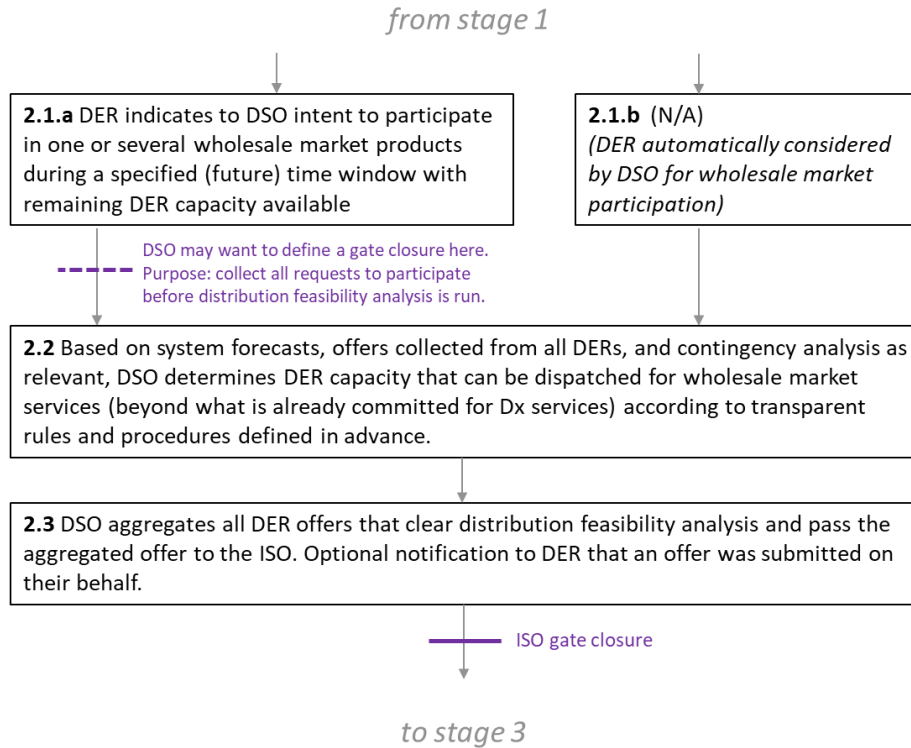 from stage 1
2.1.a DER indicates to DSO intent to participate
in one or several wholesale market products
during a specified (future) time window with
remaining DER capacity available
2.1.b (N/A)
(DER automatically considered
by DSO for wholesale market
participation)
DSO may want to define a gate closure here.
Purpose: collect all requests to participate
before distribution feasibility analysis is run.
2.2 Based on system forecasts, offers collected from all DERs, and contingency analysis as
relevant, DSO determines DER capacity that can be dispatched for wholesale market
services (beyond what is already committed for Dx services) according to transparent
rules and procedures defined in advance.
2.3 DSO aggregates all DER offers that clear distribution feasibility analysis and pass the
aggregated offer to the ISO. Optional notification to DER that an offer was submitted on
their behalf.
ISO gate closure
to stage 3